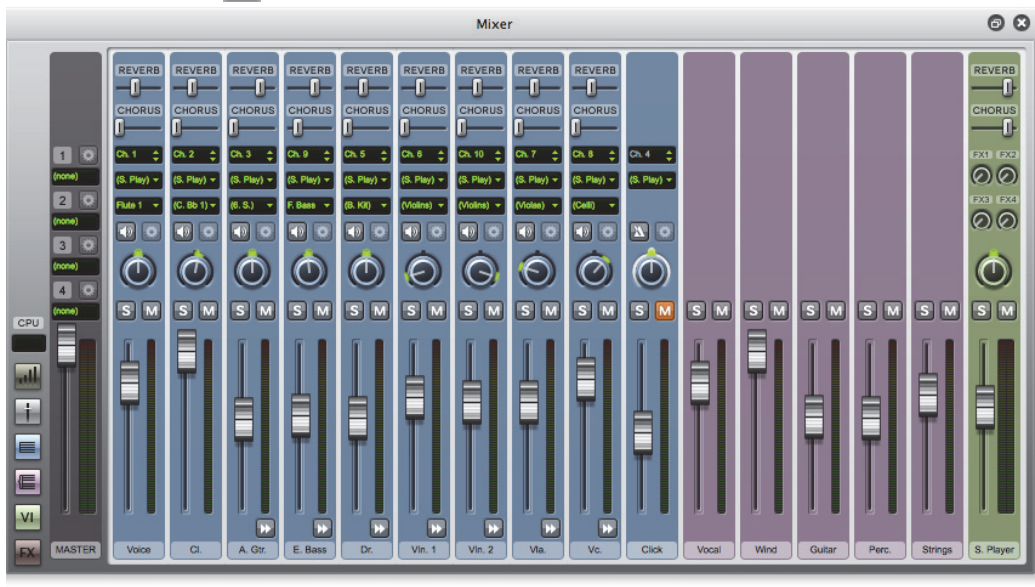 Mixer
REVERB REVERB REVERB REVERB REVERB REVERB REVERB REVERB REVERB REVERB
CHORUS CHORUS CHORUS CHORUS CHORUS CHORUS CHORUS CHORUS CHORUS CHORUS
1 Ch. 1 Ch. 2 Ch. 3 Ch. 9 Ch. 5 Ch. 6 Ch. 10 Ch. 7 Ch. 8 Ch. 4 FX1 FX2
(none) (S. Play) (S. Play) (S. Play) (S. Play) (S. Play) (S. Play) (S. Play) (S. Play) (S. Play) (S. Play)
2 Flute 1 (C. Bb 1) (6. S.) F. Bass (B. Kit) (Violins) (Violins) (Violas) (Celli) FX3 FX4
(none)
3
(none)
4
(none) S M S M S M S M S M S M S M S M S M S M S M S M S M S M S M S M
CPU
VI
FX MASTER Voice Cl. A. Gtr. E. Bass Dr. Vln. 1 Vln. 2 Vla. Vc. Click Vocal Wind Guitar Perc. Strings S. Player